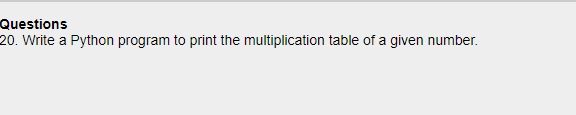 Questions
20. Write a Python program to print the multiplication table of a given number.